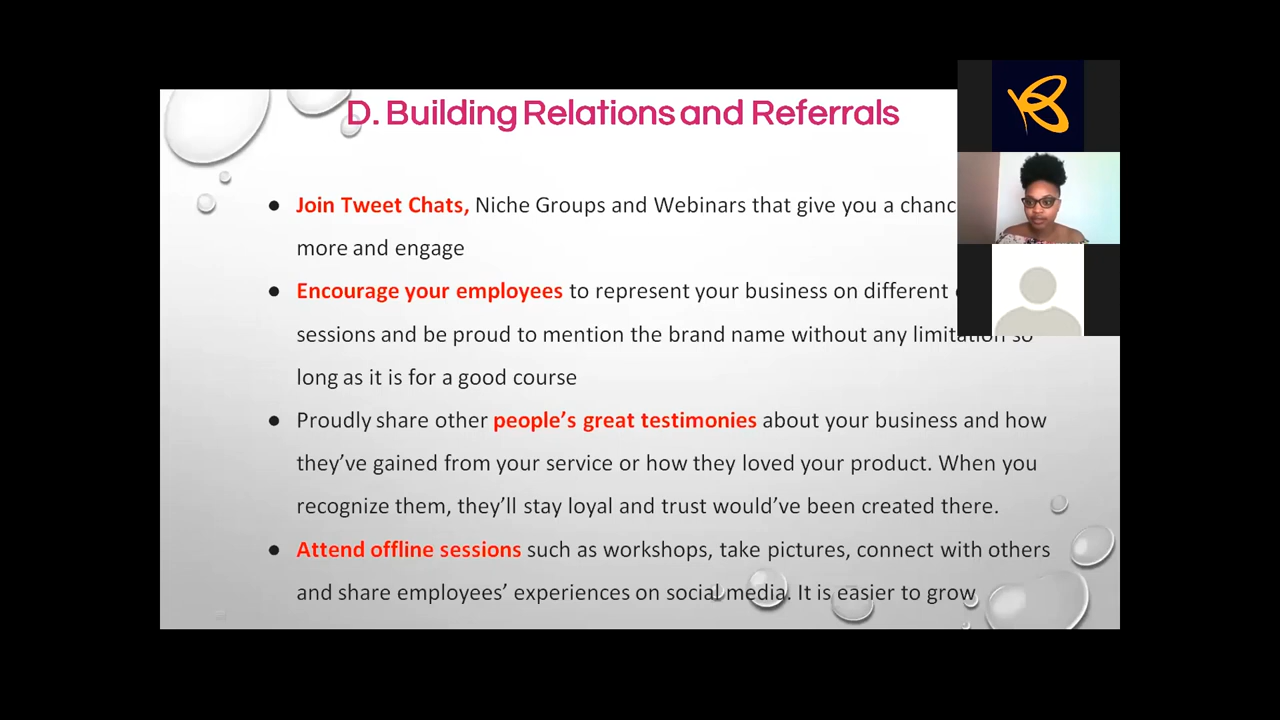 D. Building Relations and Referrals
● Join Tweet Chats, Niche Groups and Webinars that give you a
more and engage
● Encourage your employees to represent your business on different
sessions and be proud to mention the brand name without any limitation so
long as it is for a good course
● Proudly share other people’s great testimonies about your business and how
they’ve gained from your service or how they loved your product. When you
recognize them, they’ll stay loyal and trust would’ve been created there.
● Attend offline sessions such as workshops, take pictures, connect with others
and share employees’ experiences on social media. It is easier to grow